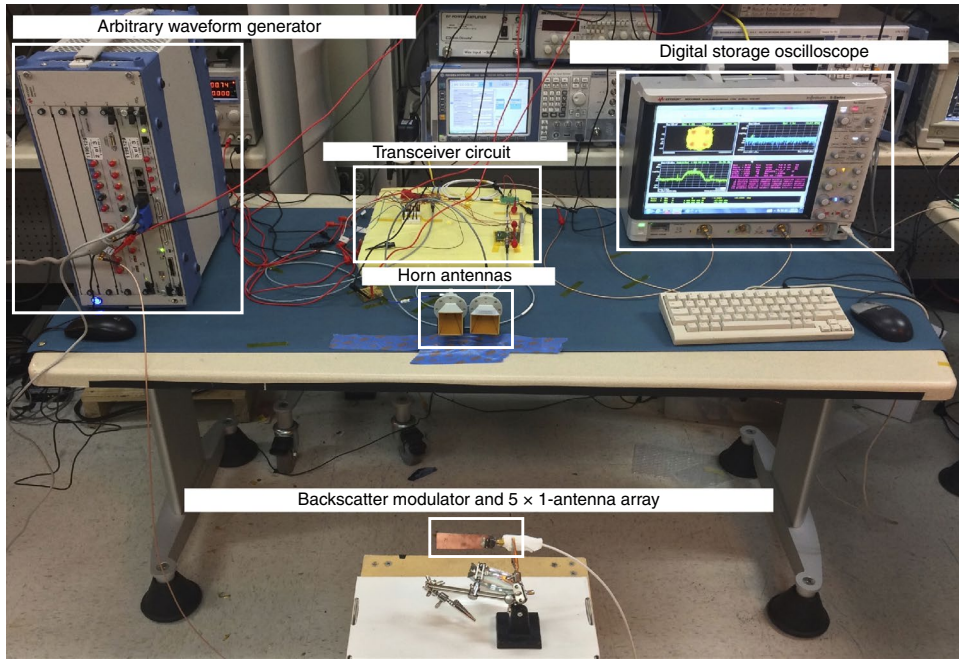 Arbitrary waveform generator
Digital storage oscilloscope
Transceiver circuit
Horn antennas
Backscatter modulator and 5 × 1-antenna array